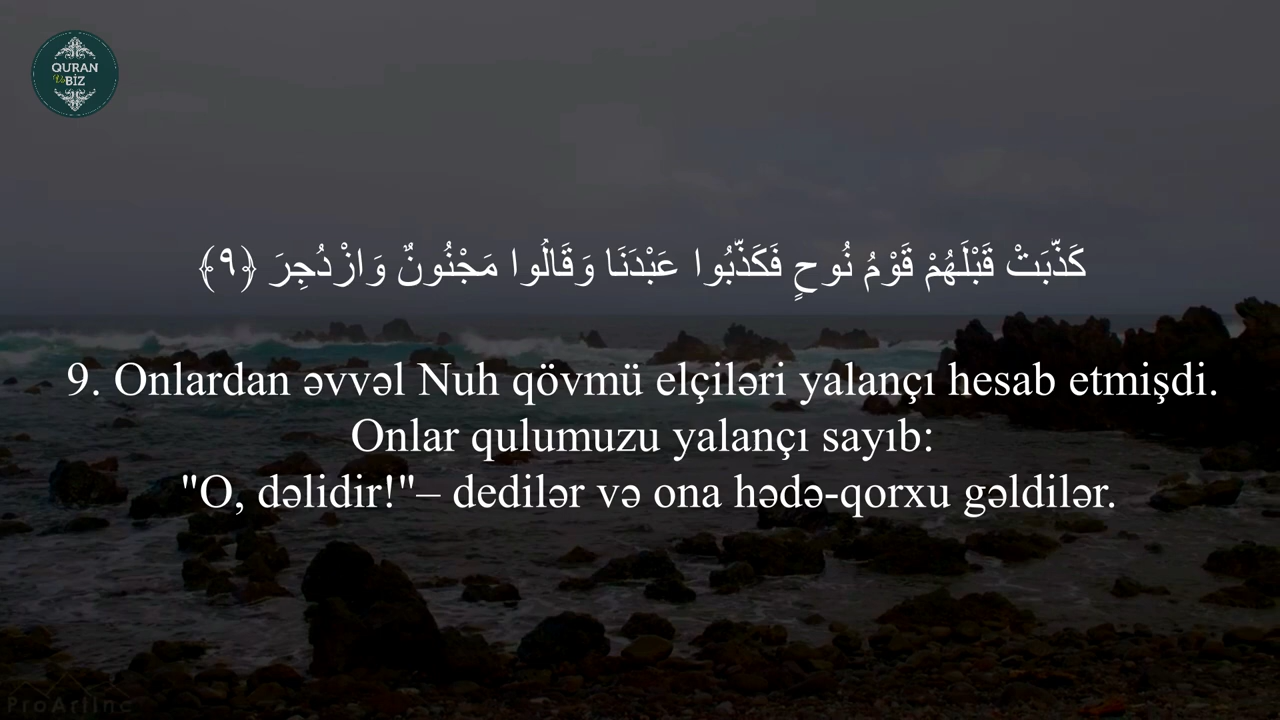 QURAN
Və BİZ
كَذَّبَتْ قَبْلَهُمْ قَوْمُ نُوحٍ فَكَذَّبُوا عَبْدَنَا وَقَالُوا مَجْنُونٌ وَازْدُجِرَ ﴿٩﴾
9. Onlardan əvvəl Nuh qövmü elçiləri yalançı hesab etmişdi.
Onlar qulumuzu yalançı sayıb:
"O, dəlidir!"– dedilər və ona hədə-qorxu gəldilər.
ProArtInc